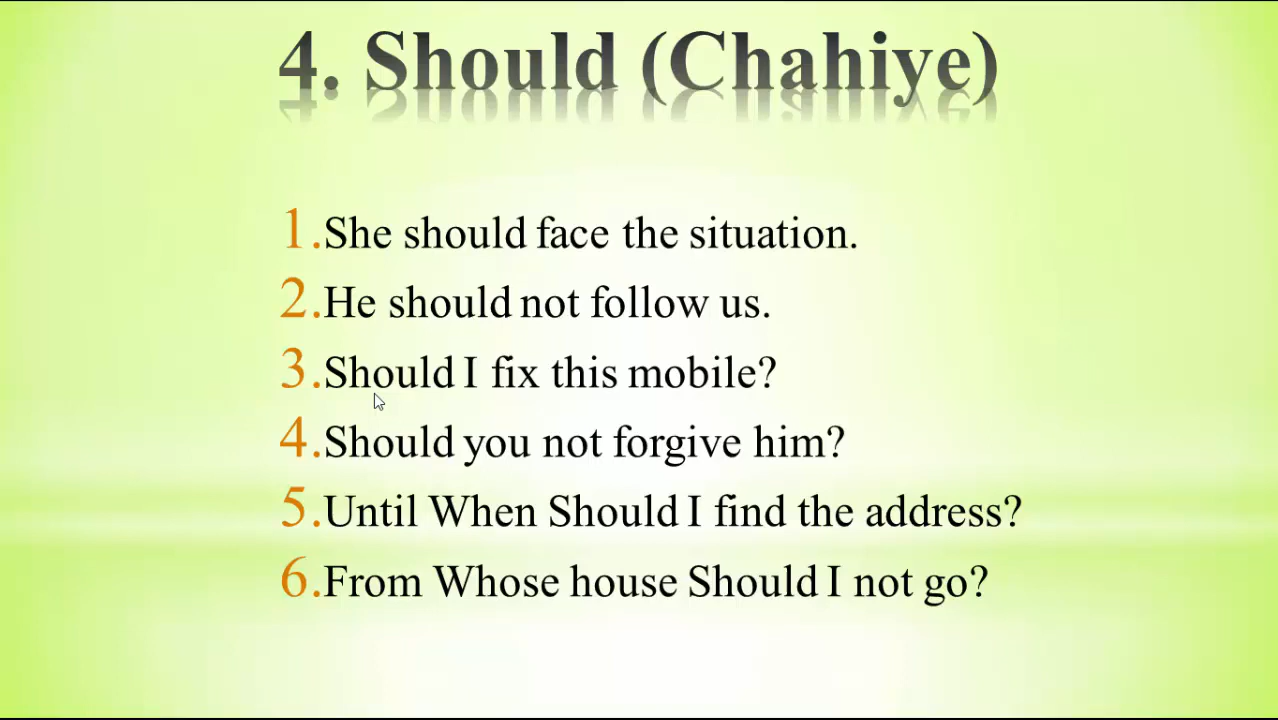 4. Should (Chahiye)
1.She should face the situation.
2.He should not follow us.
3.Should I fix this mobile?
4.Should you not forgive him?
5.Until When Should I find the address?
6.From Whose house Should I not go?